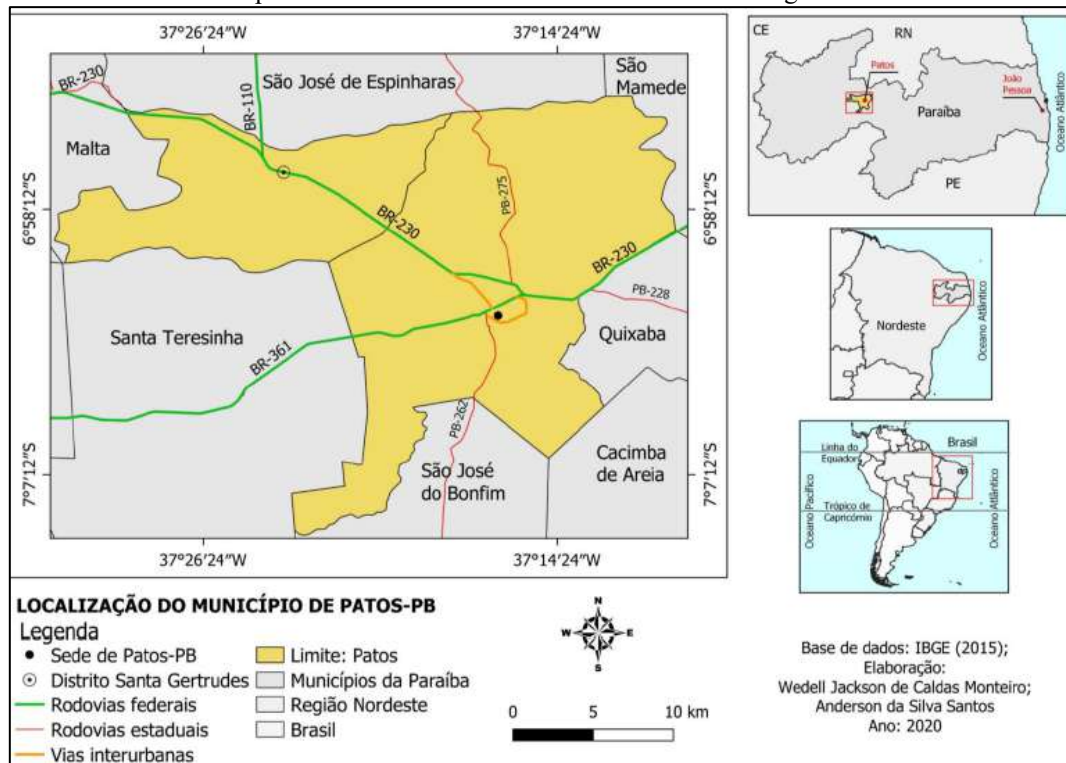 37°26'24"W
37°14'24"W
BR-230
BR-110
São José de Espinharas
São
Mamede
Malta
PB-275
6°58'12"S
6°58'12"S
BR-230
BR-230
PB-228
Santa Teresinha
Quixaba
BR-361
PB-262
Cacimba
de Areia
São José
do Bonfim
7°7'12"S
7°7'12"S
37°26'24"W
37°14'24"W
CE
RN
Patos
João
Pessoa
Paraíba
PE
Oceano Atlântico
Nordeste
Oceano Atlântico
Brasil
Linha do
Equador
Oceano Pacífico
Trópico de
Capricórnio
Oceano Atlântico
LOCALIZAÇÃO DO MUNICÍPIO DE PATOS-PB
Legenda
Sede de Patos-PB
Distrito Santa Gertrudes
Rodovias federais
Rodovias estaduais
Vias interurbanas
Limite: Patos
Municípios da Paraíba
Região Nordeste
Brasil
N
W E
S
0 5 10 km
Base de dados: IBGE (2015);
Elaboração:
Wedell Jackson de Caldas Monteiro;
Anderson da Silva Santos
Ano: 2020